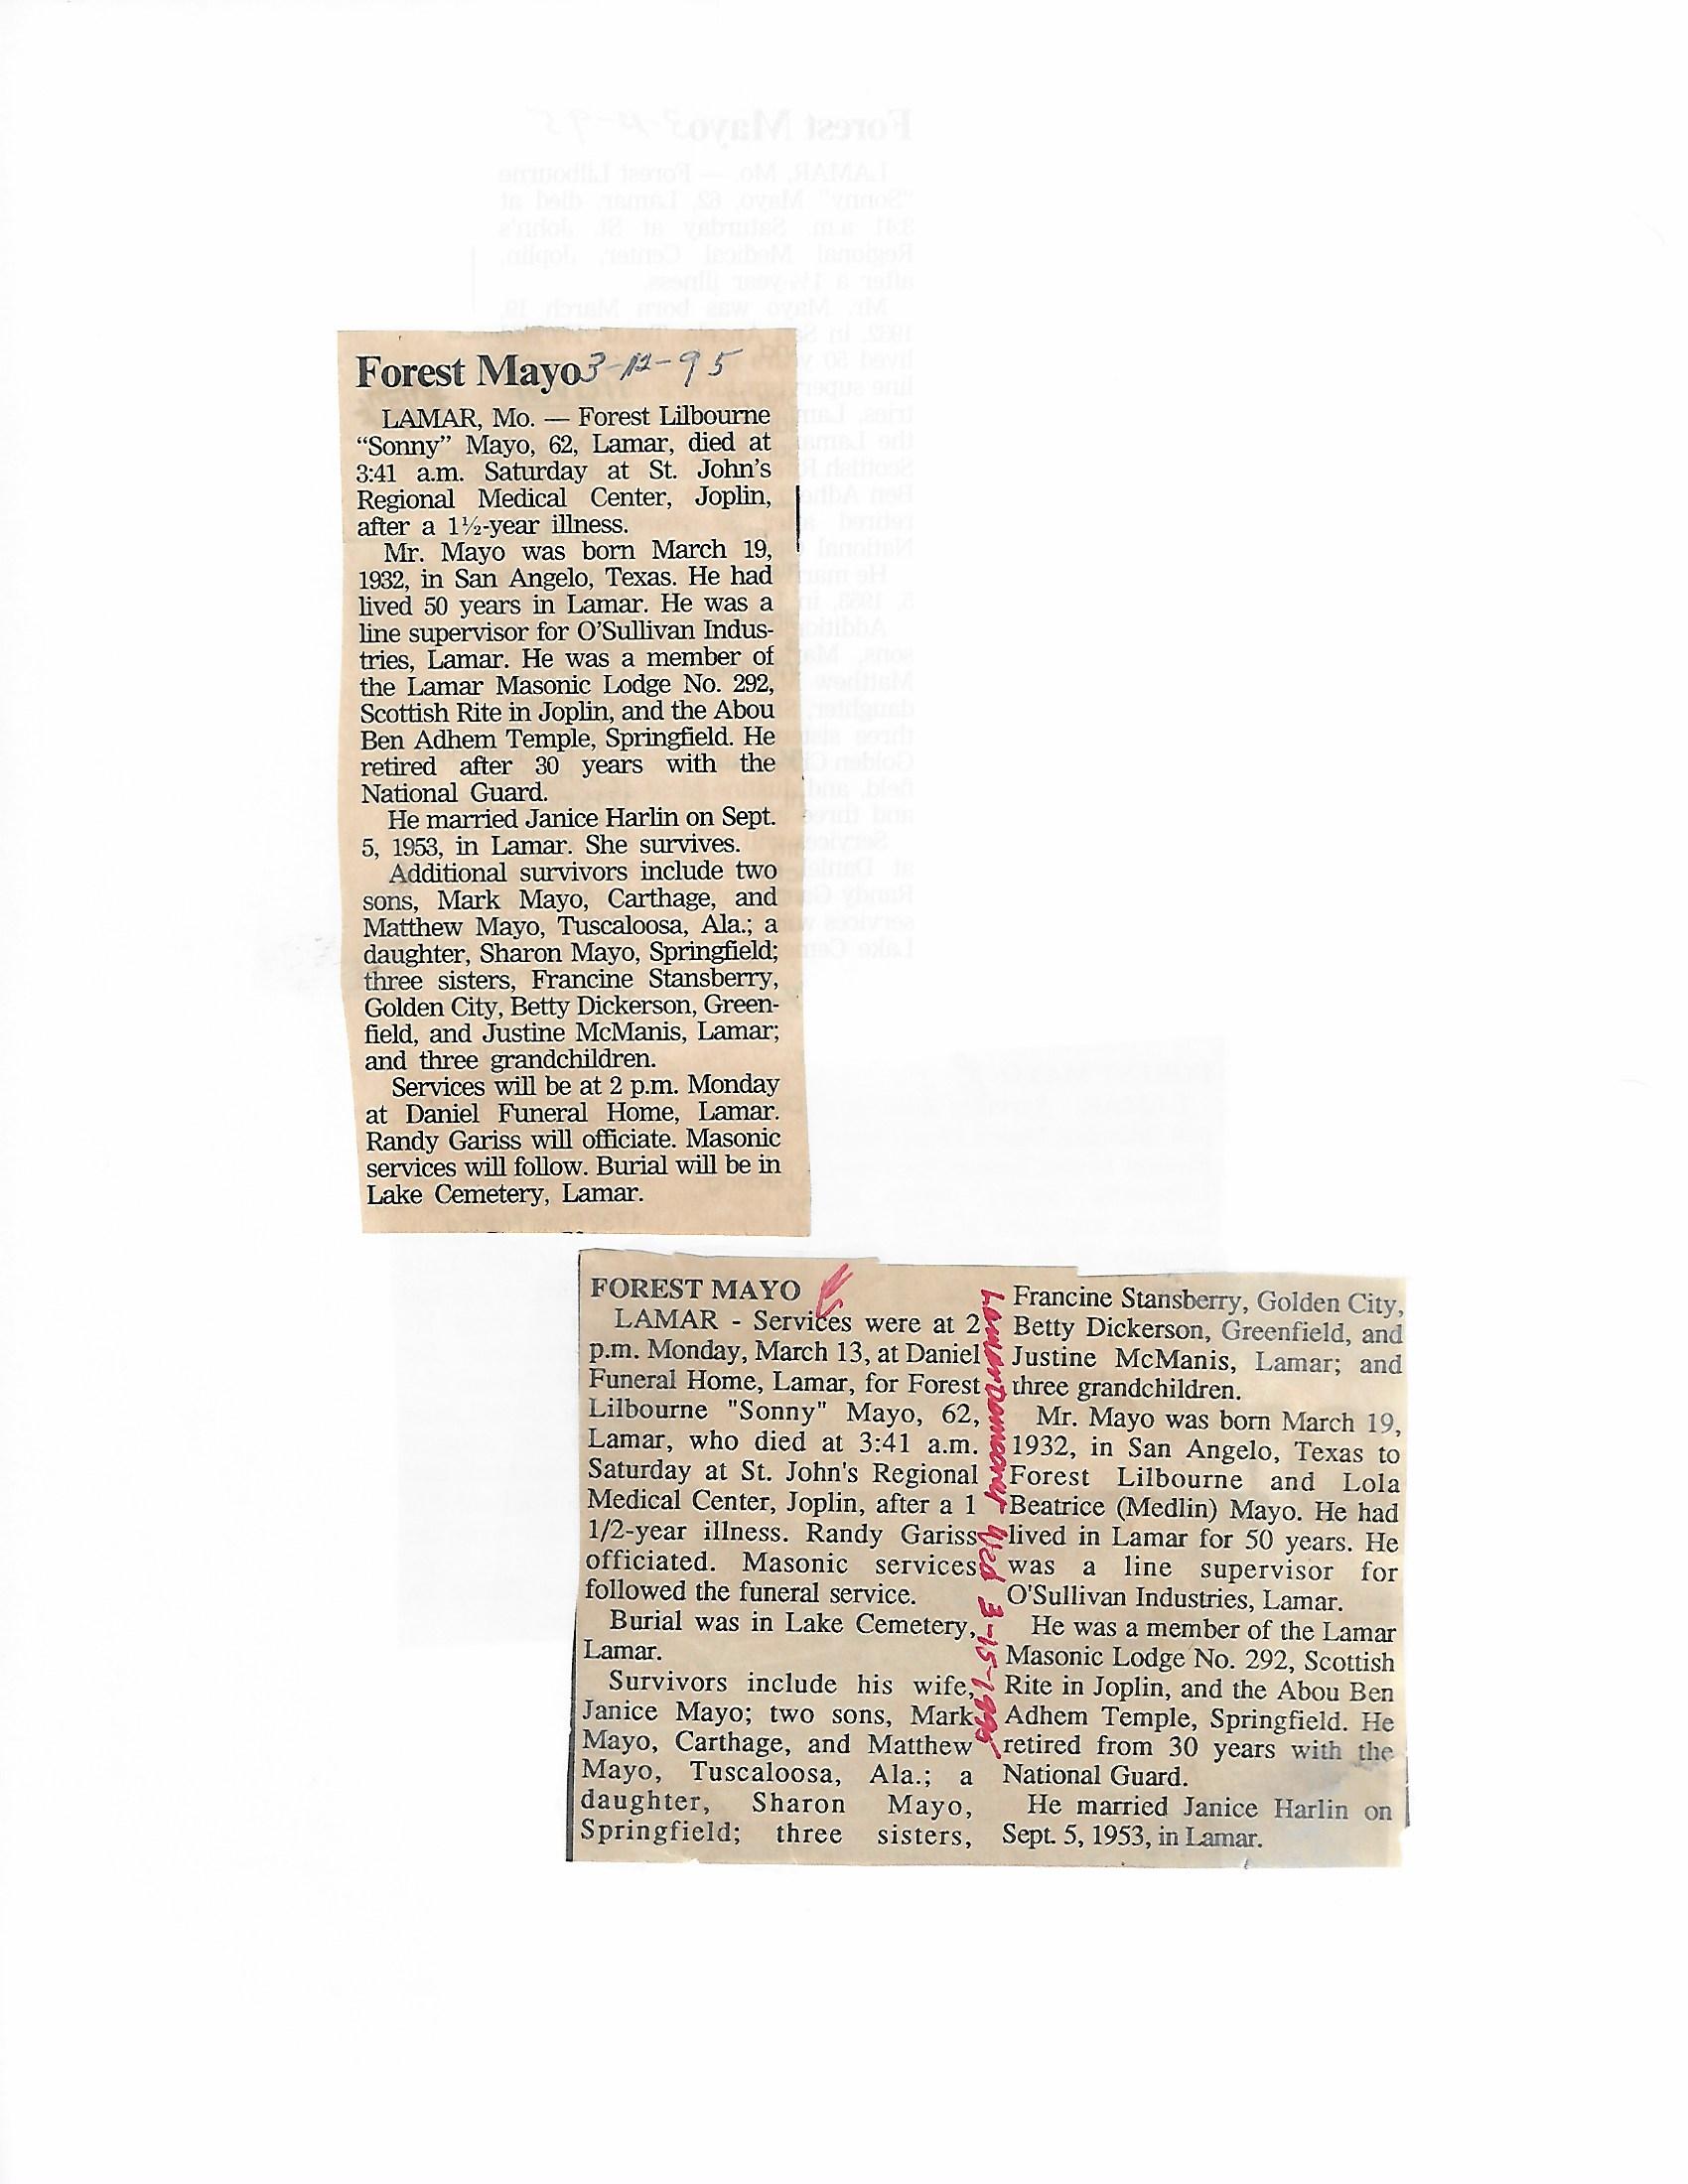 Forest Mayo 3-12-95
LAMAR, Mo. — Forest Lilbourne
“Sonny” Mayo, 62, Lamar, died at
3:41 a.m. Saturday at St. John’s
Regional Medical Center, Joplin,
after a 1½-year illness.
Mr. Mayo was born March 19,
1932, in San Angelo, Texas. He had
lived 50 years in Lamar. He was a
line supervisor for O’Sullivan Indus-
tries, Lamar. He was a member of
the Lamar Masonic Lodge No. 292,
Scottish Rite in Joplin, and the Abou
Ben Adhem Temple, Springfield. He
retired after 30 years with the
National Guard.
He married Janice Harlin on Sept.
5, 1953, in Lamar. She survives.
Additional survivors include two
sons, Mark Mayo, Carthage, and
Matthew Mayo, Tuscaloosa, Ala.; a
daughter, Sharon Mayo, Springfield;
three sisters, Francine Stansberry,
Golden City, Betty Dickerson, Green-
field, and Justine McManis, Lamar;
and three grandchildren.
Services will be at 2 p.m. Monday
at Daniel Funeral Home, Lamar.
Randy Gariss will officiate. Masonic
services will follow. Burial will be in
Lake Cemetery, Lamar.
FOREST MAYO
LAMAR - Services were at 2
p.m. Monday, March 13, at Daniel
Funeral Home, Lamar, for Forest
Lilbourne "Sonny" Mayo, 62,
Lamar, who died at 3:41 a.m.
Saturday at St. John's Regional
Medical Center, Joplin, after a 1
1/2-year illness. Randy Gariss
officiated. Masonic services
followed the funeral service.
Burial was in Lake Cemetery,
Lamar.
Survivors include his wife,
Janice Mayo; two sons, Mark
Mayo, Carthage, and Matthew
Mayo, Tuscaloosa, Ala.; a
daughter, Sharon Mayo,
Springfield; three sisters,
Lamar Democrat Wed 3-15-1995
Francine Stansberry, Golden City,
Betty Dickerson, Greenfield, and
Justine McManis, Lamar; and
three grandchildren.
Mr. Mayo was born March 19,
1932, in San Angelo, Texas to
Forest Lilbourne and Lola
Beatrice (Medlin) Mayo. He had
lived in Lamar for 50 years. He
was a line supervisor for
O'Sullivan Industries, Lamar.
He was a member of the Lamar
Masonic Lodge No. 292, Scottish
Rite in Joplin, and the Abou Ben
Adhem Temple, Springfield. He
retired from 30 years with the
National Guard.
He married Janice Harlin on
Sept. 5, 1953, in Lamar.